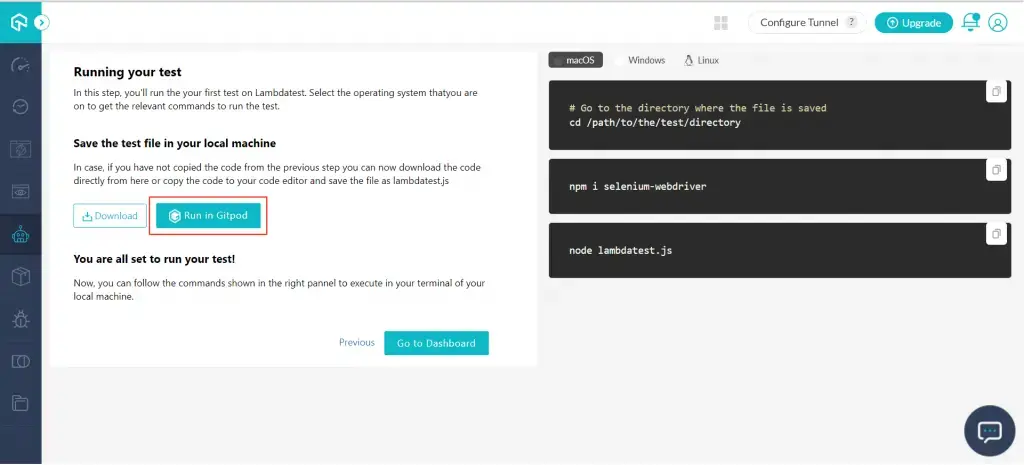 Configure Tunnel ?
Upgrade
Running your test
In this step, you'll run the your first test on Lambdatest. Select the operating system thatyou are
on to get the relevant commands to run the test.
Save the test file in your local machine
In case, if you have not copied the code from the previous step you can now download the code
directly from here or copy the code to your code editor and save the file as lambdatest.js
Download
Run in Gitpod
You are all set to run your test!
Now, you can follow the commands shown in the right pannel to execute in your terminal of your
local machine.
Previous
Go to Dashboard
macOS
Windows
Linux
# Go to the directory where the file is saved
cd /path/to/the/test/directory
npm i selenium-webdriver
node lambdatest.js